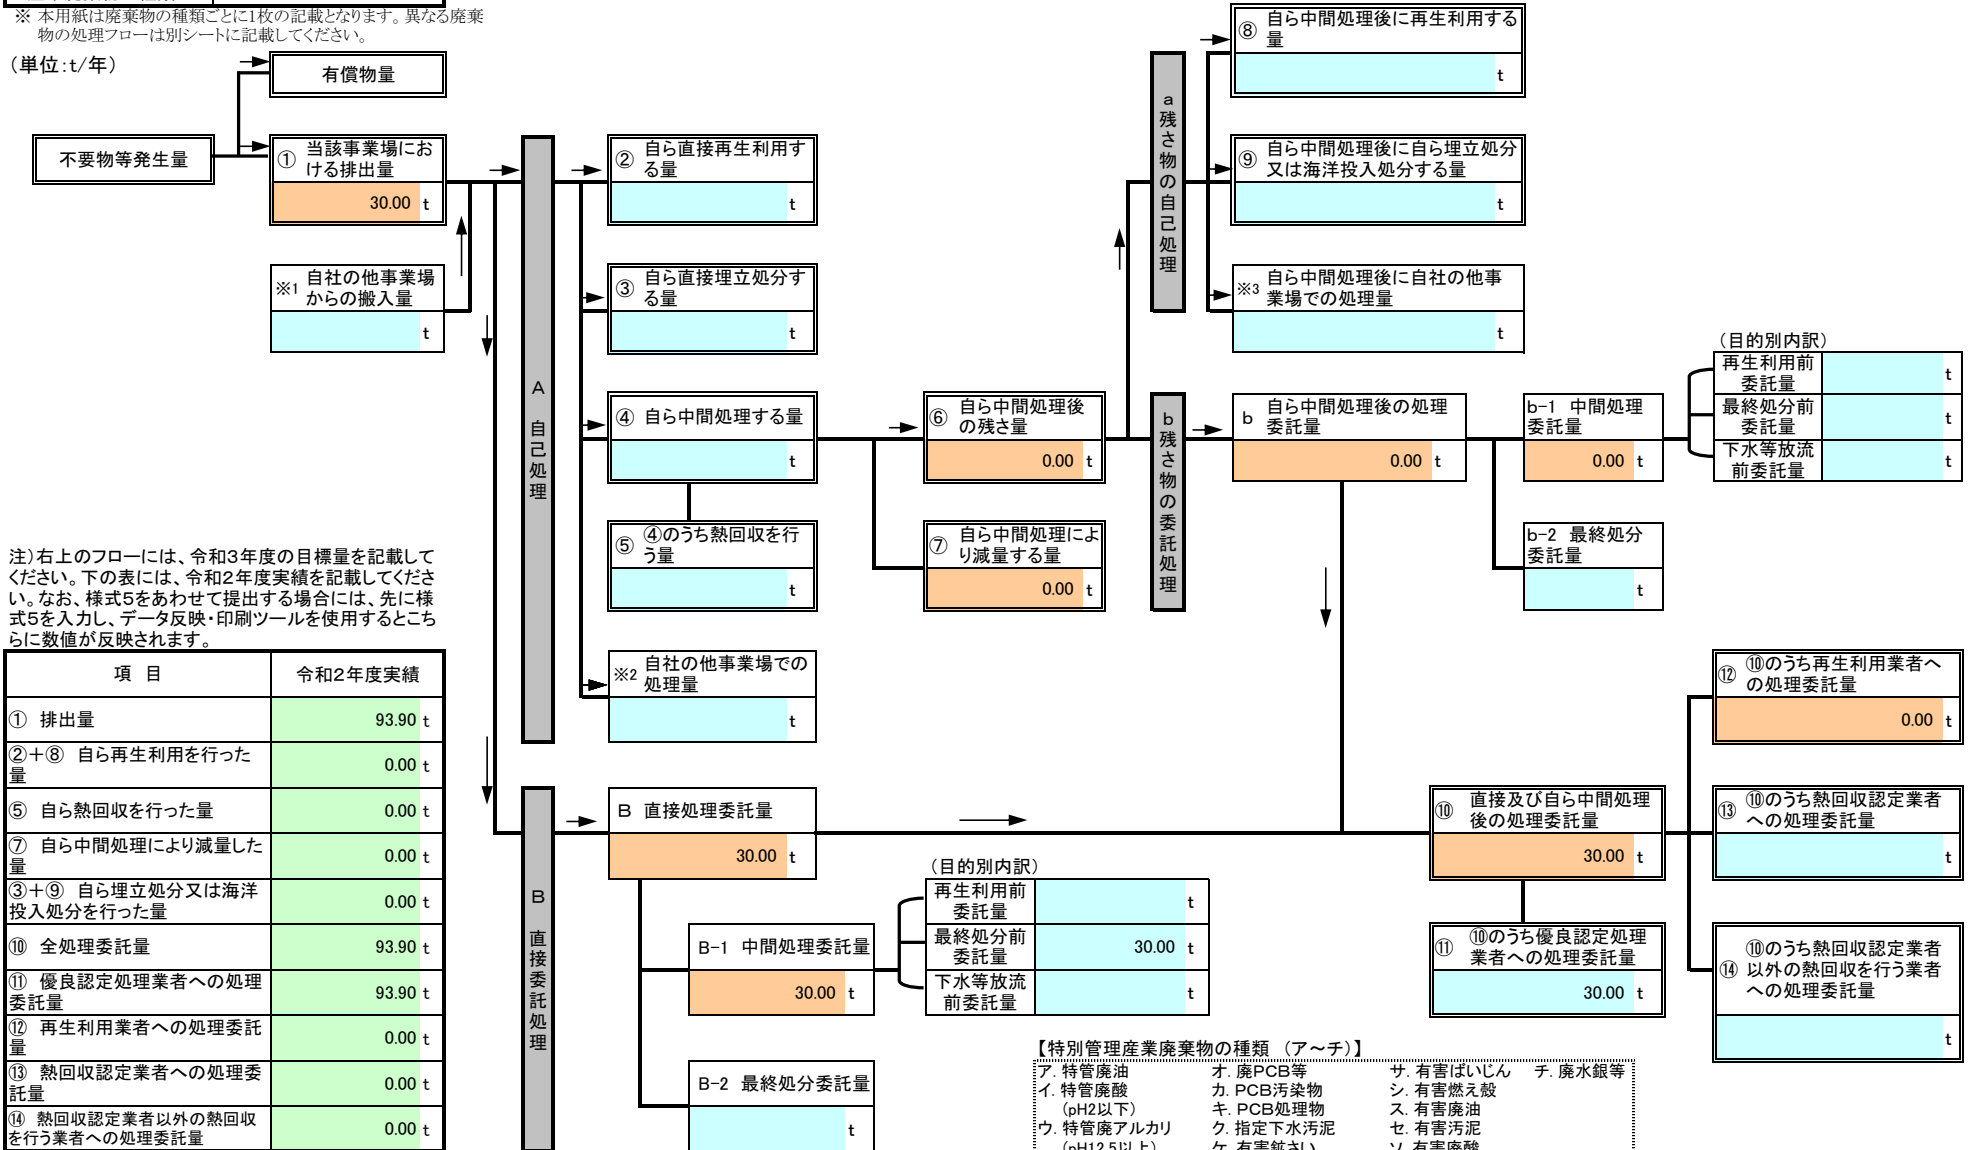 ※ 本用紙は廃棄物の種類ごとに1枚の記載となります。異なる廃棄
物の処理フローは別シートに記載してください。
（単位：t/年）
有償物量
不要物等発生量
① 当該事業場にお
ける排出量
30.00 t
※1 自社の他事業場
からの搬入量
t
A 自己処理
② 自ら直接再生利用す
る量
t
③ 自ら直接埋立処分す
る量
t
④ 自ら中間処理する量
t
⑤ ④のうち熱回収を行
う量
t
※2 自社の他事業場での
処理量
t
⑥ 自ら中間処理後
の残さ量
0.00 t
⑦ 自ら中間処理によ
り減量する量
0.00 t
a残さ物の自己処理
⑧ 自ら中間処理後に再生利用する
量
t
⑨ 自ら中間処理後に自ら埋立処分
又は海洋投入処分する量
t
※3 自ら中間処理後に自社の他事
業場での処理量
t
b残さ物の委託処理
b 自ら中間処理後の処理
委託量
0.00 t
b-1 中間処理
委託量
0.00 t
b-2 最終処分
委託量
t
（目的別内訳）
再生利用前
委託量
t
最終処分前
委託量
t
下水等放流
前委託量
t
注）右上のフローには、令和3年度の目標量を記載して
ください。下の表には、令和2年度実績を記載してくださ
い。なお、様式5をあわせて提出する場合には、先に様
式5を入力し、データ反映・印刷ツールを使用するとこち
らに数値が反映されます。
項 目 令和2年度実績
① 排出量 93.90 t
②＋⑧ 自ら再生利用を行った
量
0.00 t
⑤ 自ら熱回収を行った量 0.00 t
⑦ 自ら中間処理により減量した
量
0.00 t
③＋⑨ 自ら埋立処分又は海洋
投入処分を行った量
0.00 t
⑩ 全処理委託量 93.90 t
⑪ 優良認定処理業者への処理
委託量
93.90 t
⑫ 再生利用業者への処理委託
量
0.00 t
⑬ 熱回収認定業者への処理委
託量
0.00 t
⑭ 熱回収認定業者以外の熱回収
を行う業者への処理委託量
0.00 t
B 直接委託処理
B 直接処理委託量
30.00 t
B-1 中間処理委託量
30.00 t
B-2 最終処分委託量
t
（目的別内訳）
再生利用前
委託量
t
最終処分前
委託量
30.00 t
下水等放流
前委託量
t
⑩ 直接及び自ら中間処理
後の処理委託量
30.00 t
⑪ ⑩のうち優良認定処理
業者への処理委託量
30.00 t
⑫ ⑩のうち再生利用業者へ
の処理委託量
0.00 t
⑬ ⑩のうち熱回収認定業者
への処理委託量
t
⑭ ⑩のうち熱回収認定業者
以外の熱回収を行う業者
への処理委託量
t
【特別管理産業廃棄物の種類 （ア～チ）】
ア. 特管廃油 オ. 廃PCB等 サ. 有害ばいじん チ. 廃水銀等
イ. 特管廃酸 カ. PCB汚染物 シ. 有害燃え殻
（pH2以下） キ. PCB処理物 ス. 有害廃油
ウ. 特管廃アルカリ ク. 指定下水汚泥 セ. 有害汚泥
（pH12.5以上） ケ. 有害鉱さい ソ. 有害廃酸